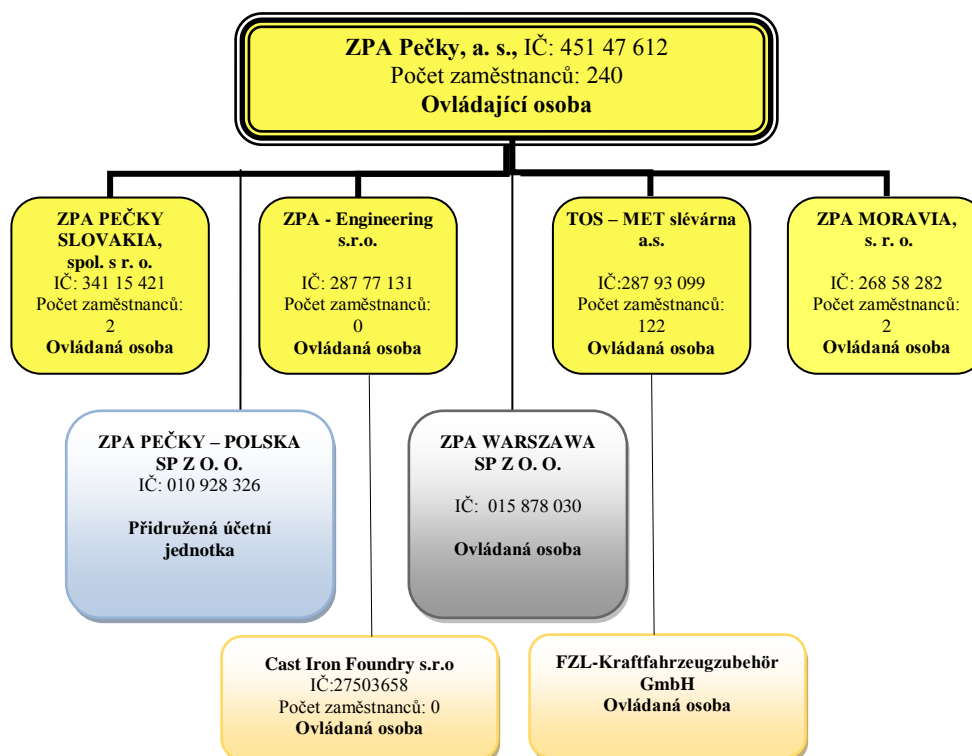 ZPA Pečky, a. s., IČ: 451 47 612
Počet zaměstnanců: 240
Ovládající osoba
ZPA PEČKY
SLOVAKIA,
spol. s r. o.
IČ: 341 15 421
Počet zaměstnanců:
2
Ovládaná osoba
ZPA - Engineering
s.r.o.
IČ: 287 77 131
Počet zaměstnanců:
0
Ovládaná osoba
TOS – MET slévárna
a.s.
IČ:287 93 099
Počet zaměstnanců:
122
Ovládaná osoba
ZPA MORAVIA,
s. r. o.
IČ: 268 58 282
Počet zaměstnanců:
2
Ovládaná osoba
ZPA PEČKY – POLSKA
SP Z O. O.
IČ: 010 928 326
Přidružená účetní
jednotka
ZPA WARSZAWA
SP Z O. O.
IČ: 015 878 030
Ovládaná osoba
Cast Iron Foundry s.r.o
IČ:27503658
Počet zaměstnanců: 0
Ovládaná osoba
FZL-Kraftfahrzeugzubehör
GmbH
Ovládaná osoba